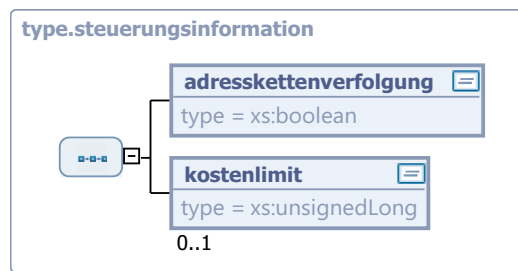 type.steuerungsinformation
adresskettenverfolgung
type = xs:boolean
kostenlimit
type = xs:unsignedLong
0..1